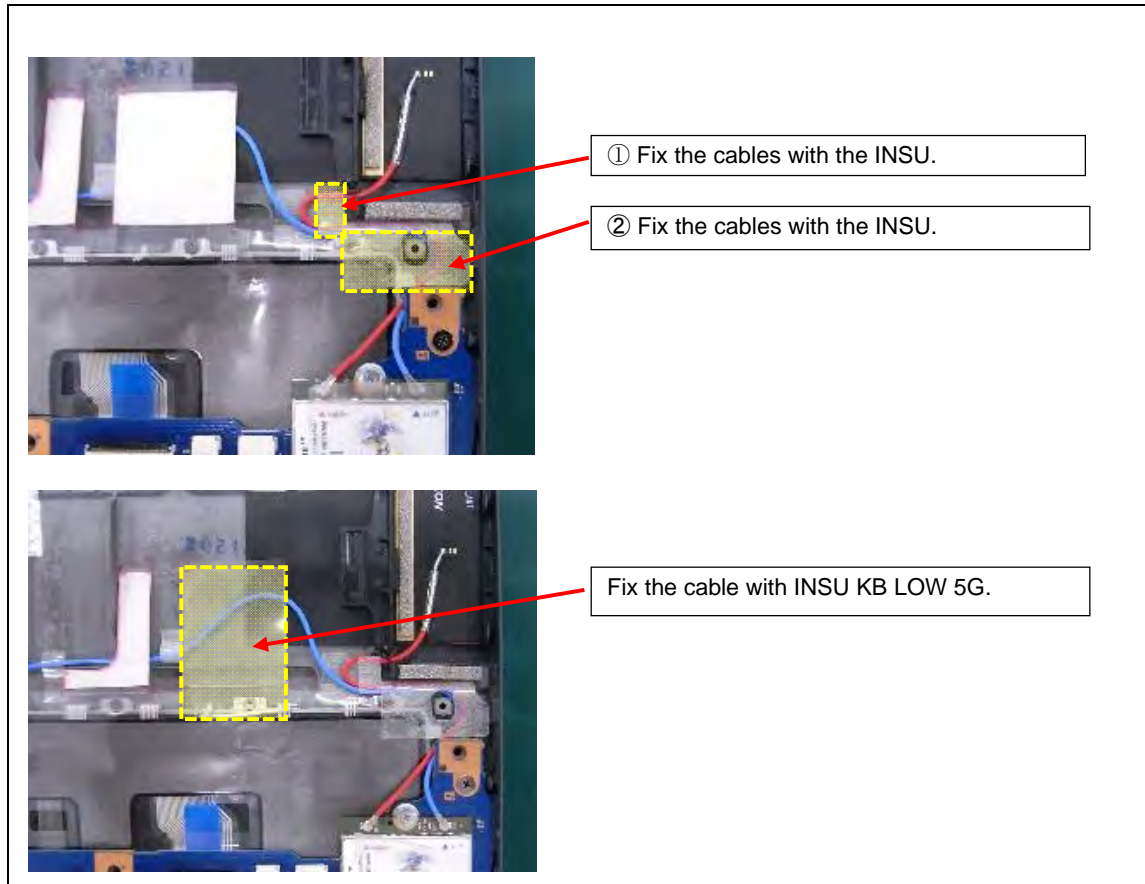 ① Fix the cables with the INSU.
② Fix the cables with the INSU.
Fix the cable with INSU KB LOW 5G.